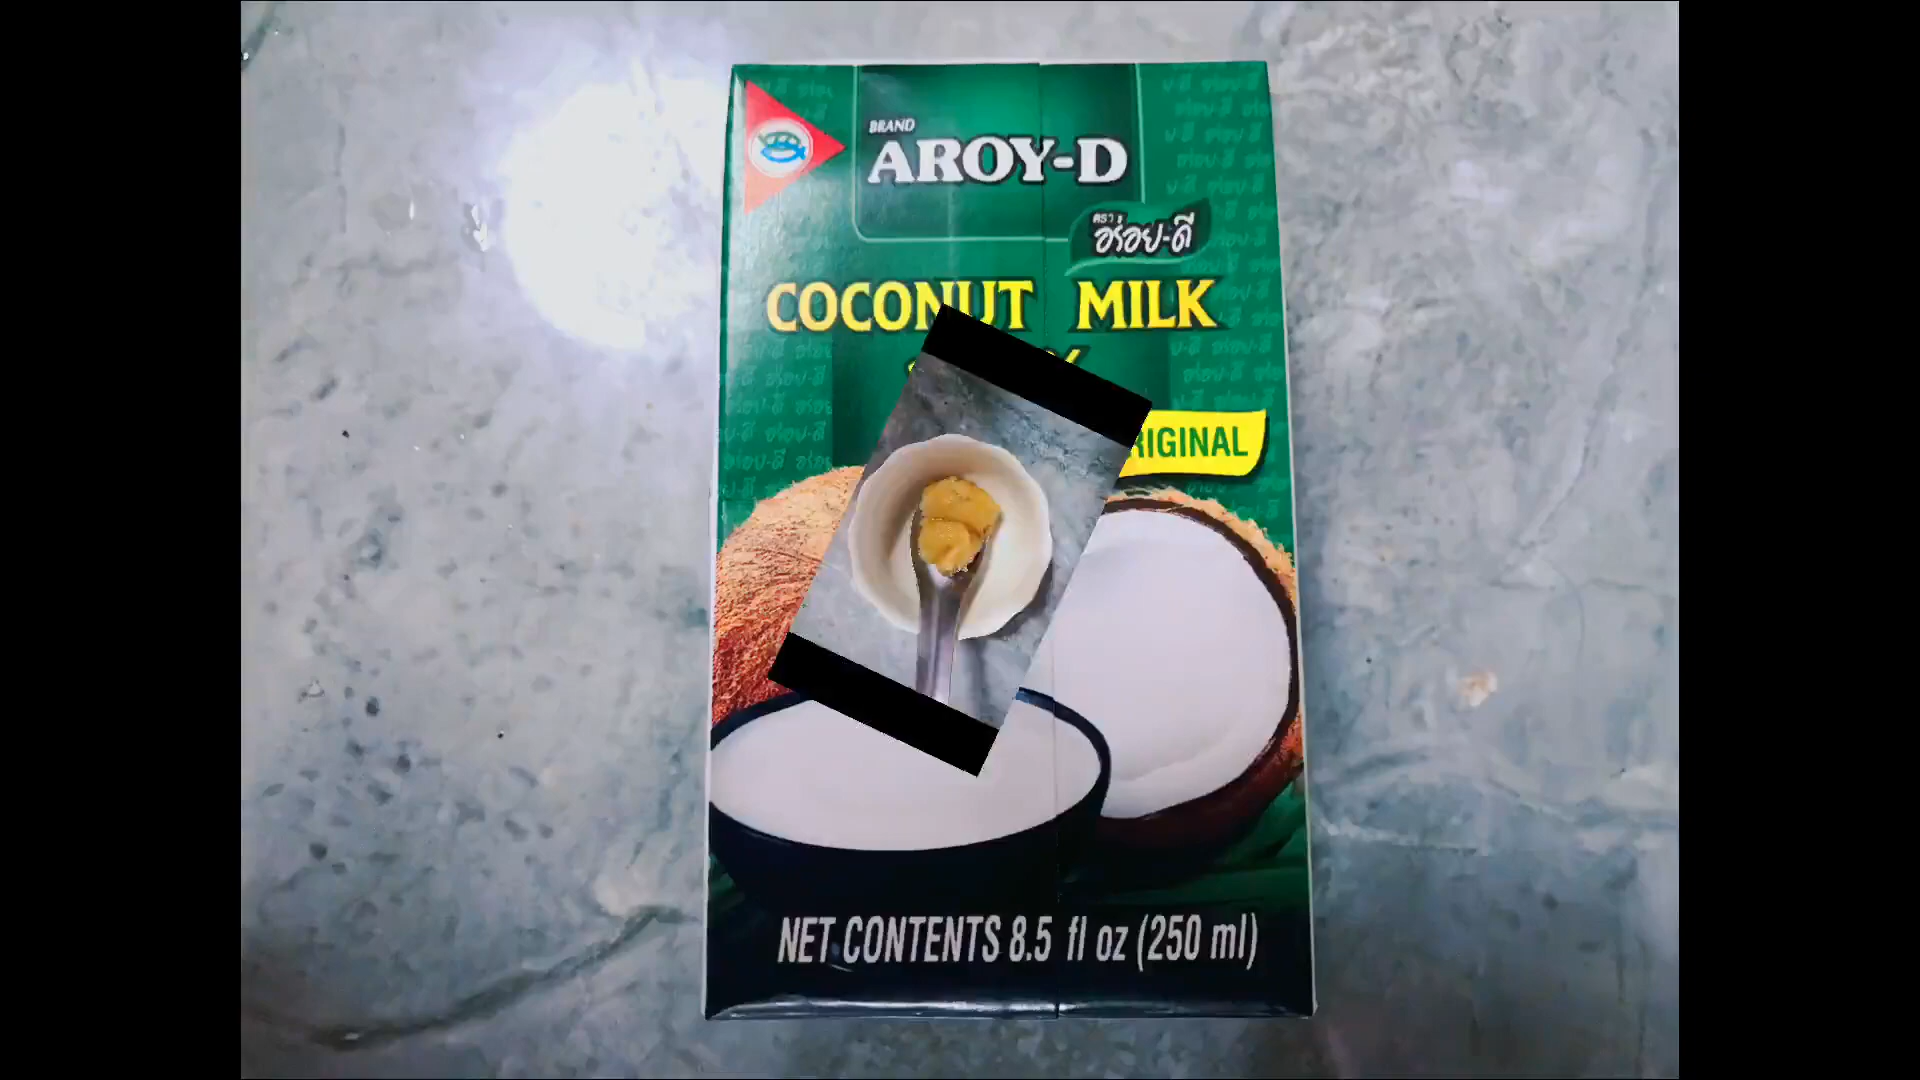 BRAND
AROY-D
ตรา
อร่อย-ดี
COCONUT MILK
NET CONTENTS 8.5 fl oz (250 ml)